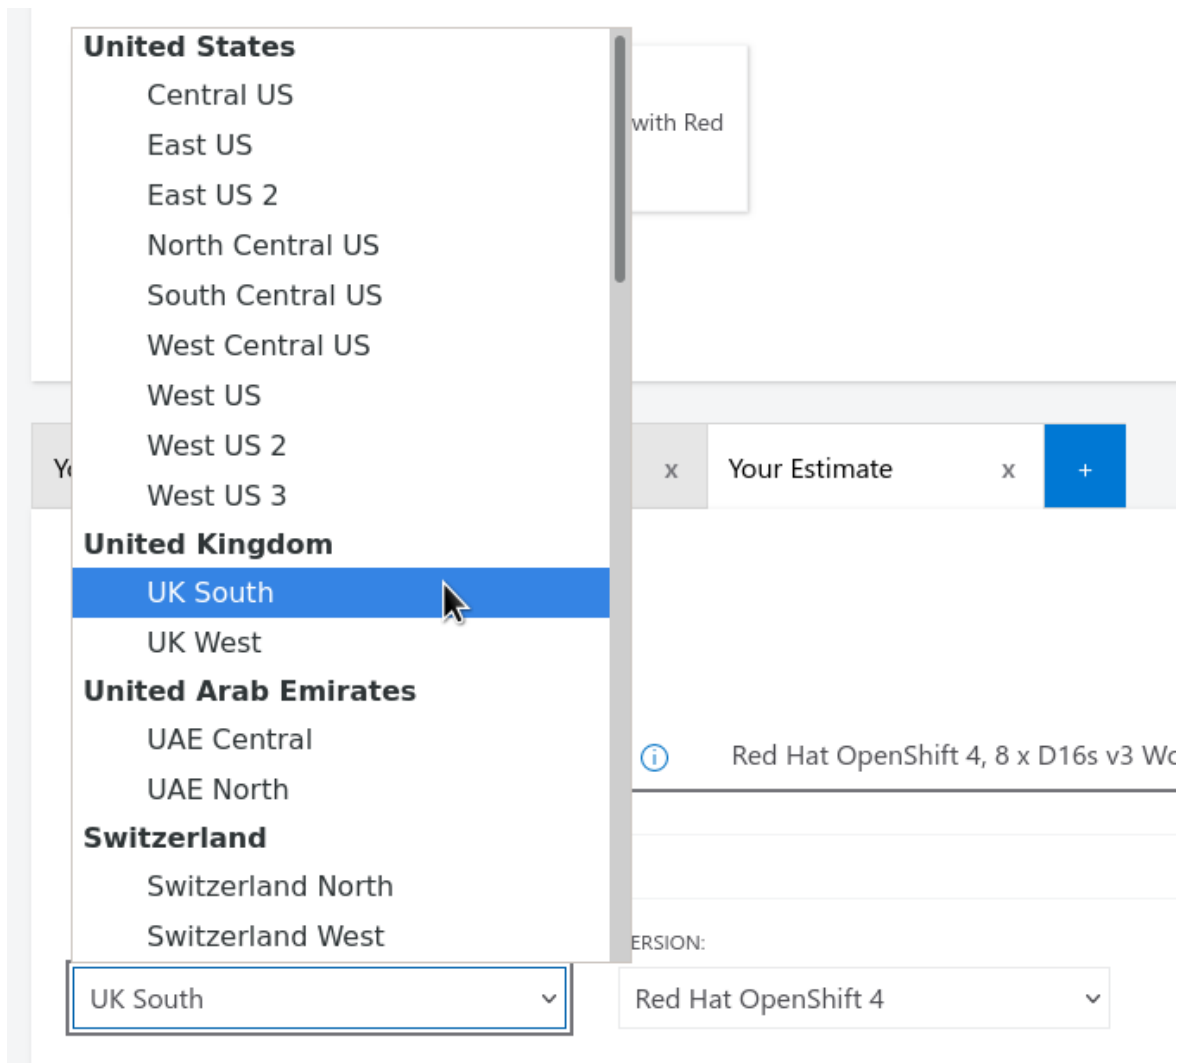 United States
Central US
with Red
East US
East US 2
North Central US
South Central US
West Central US
West US
West US 2
x Your Estimate x +
West US 3
United Kingdom
UK South
UK West
United Arab Emirates
UAE Central
Red Hat OpenShift 4, 8 x D16s v3
UAE North
Switzerland
Switzerland North
Switzerland West
ERSION:
UK South
Red Hat OpenShift 4